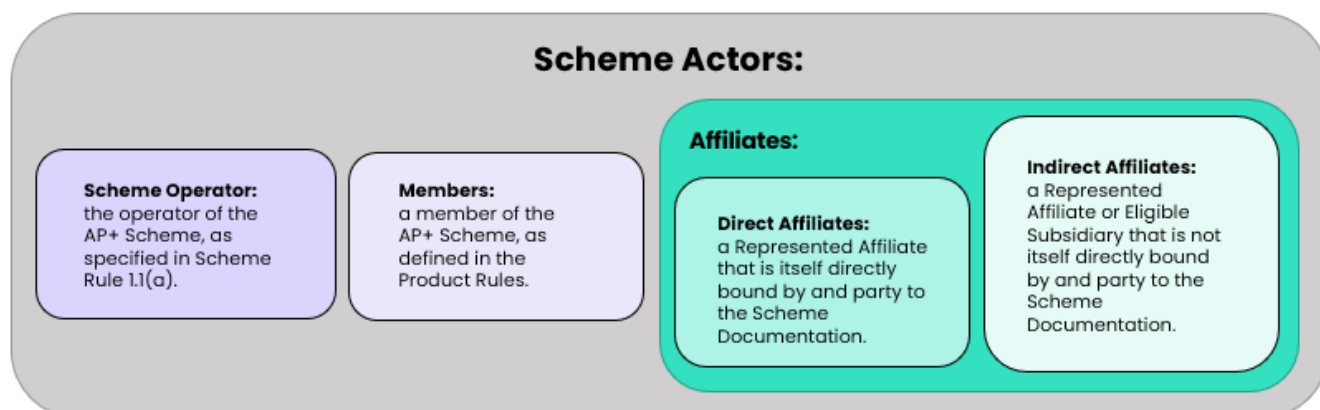 Scheme Actors:
Scheme Operator:
the operator of the
AP+ Scheme, as
specified in Scheme
Rule 1.1(a).
Members:
a member of the
AP+ Scheme, as
defined in the
Product Rules.
Affiliates:
Direct Affiliates:
a Represented Affiliate
that is itself directly
bound by and party to
the Scheme
Documentation.
Indirect Affiliates:
a Represented
Affiliate or Eligible
Subsidiary that is not
itself directly bound
by and party to the
Scheme
Documentation.